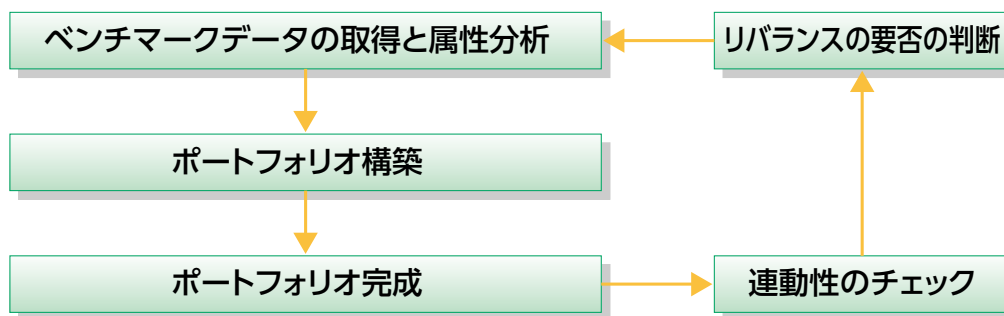 ベンチマークデータの取得と属性分析
リバランスの要否の判断
ポートフォリオ構築
ポートフォリオ完成
連動性のチェック